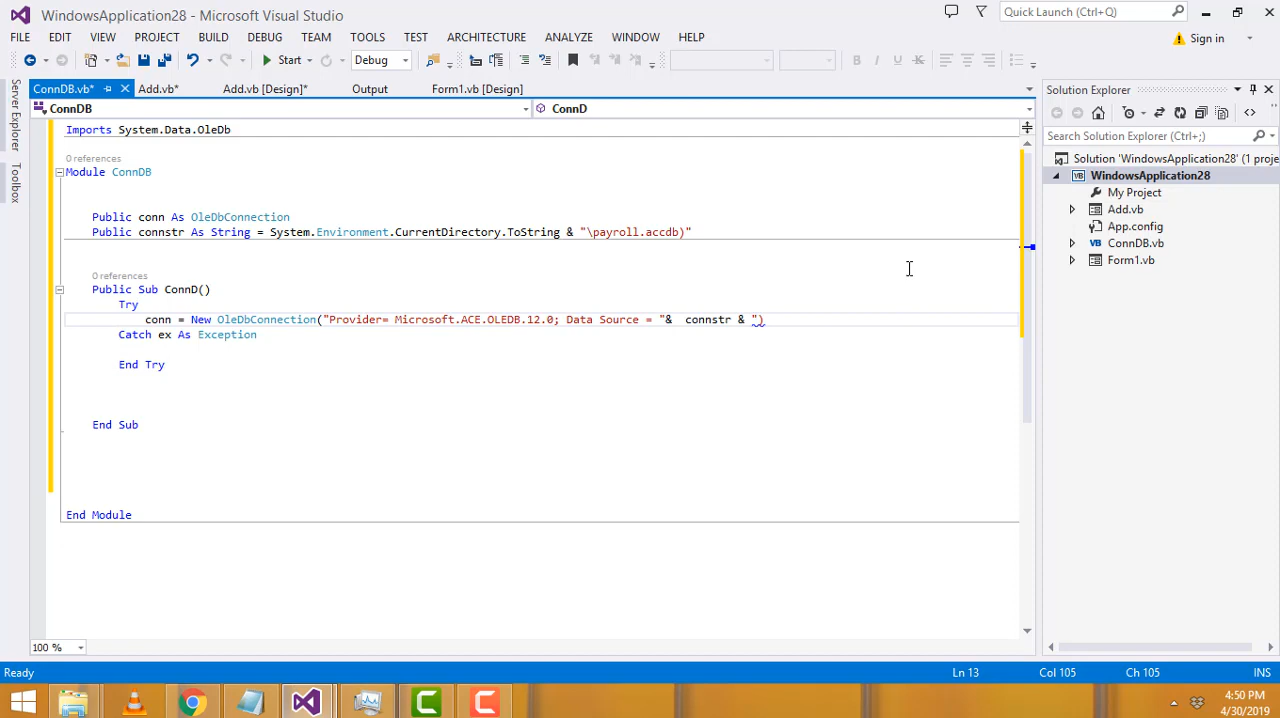 WindowsApplication28 - Microsoft Visual Studio
Quick Launch (Ctrl+Q)
FILE EDIT VIEW PROJECT BUILD DEBUG TEAM TOOLS TEST ARCHITECTURE ANALYZE WINDOW HELP
Sign in
Start Debug
ConnDB.vb* Add.vb* Add.vb [Design]* Output Form1.vb [Design]
Solution Explorer
ConnDB ConnD
Server Explorer
Toolbox
Search Solution Explorer (Ctrl+;)
Solution 'WindowsApplication28' (1 proje
WindowsApplication28
My Project
Add.vb
App.config
ConnDB.vb
Form1.vb
Imports System.Data.OleDb
0 references
Module ConnDB
Public conn As OleDbConnection
Public connstr As String = System.Environment.CurrentDirectory.ToString & "\payroll.accdb)"
0 references
Public Sub ConnD()
Try
conn = New OleDbConnection("Provider= Microsoft.ACE.OLEDB.12.0; Data Source = "&  connstr & ")
Catch ex As Exception
End Try
End Sub
End Module
100 %
Ready Ln 13 Col 105 Ch 105 INS
4:50 PM
4/30/2019